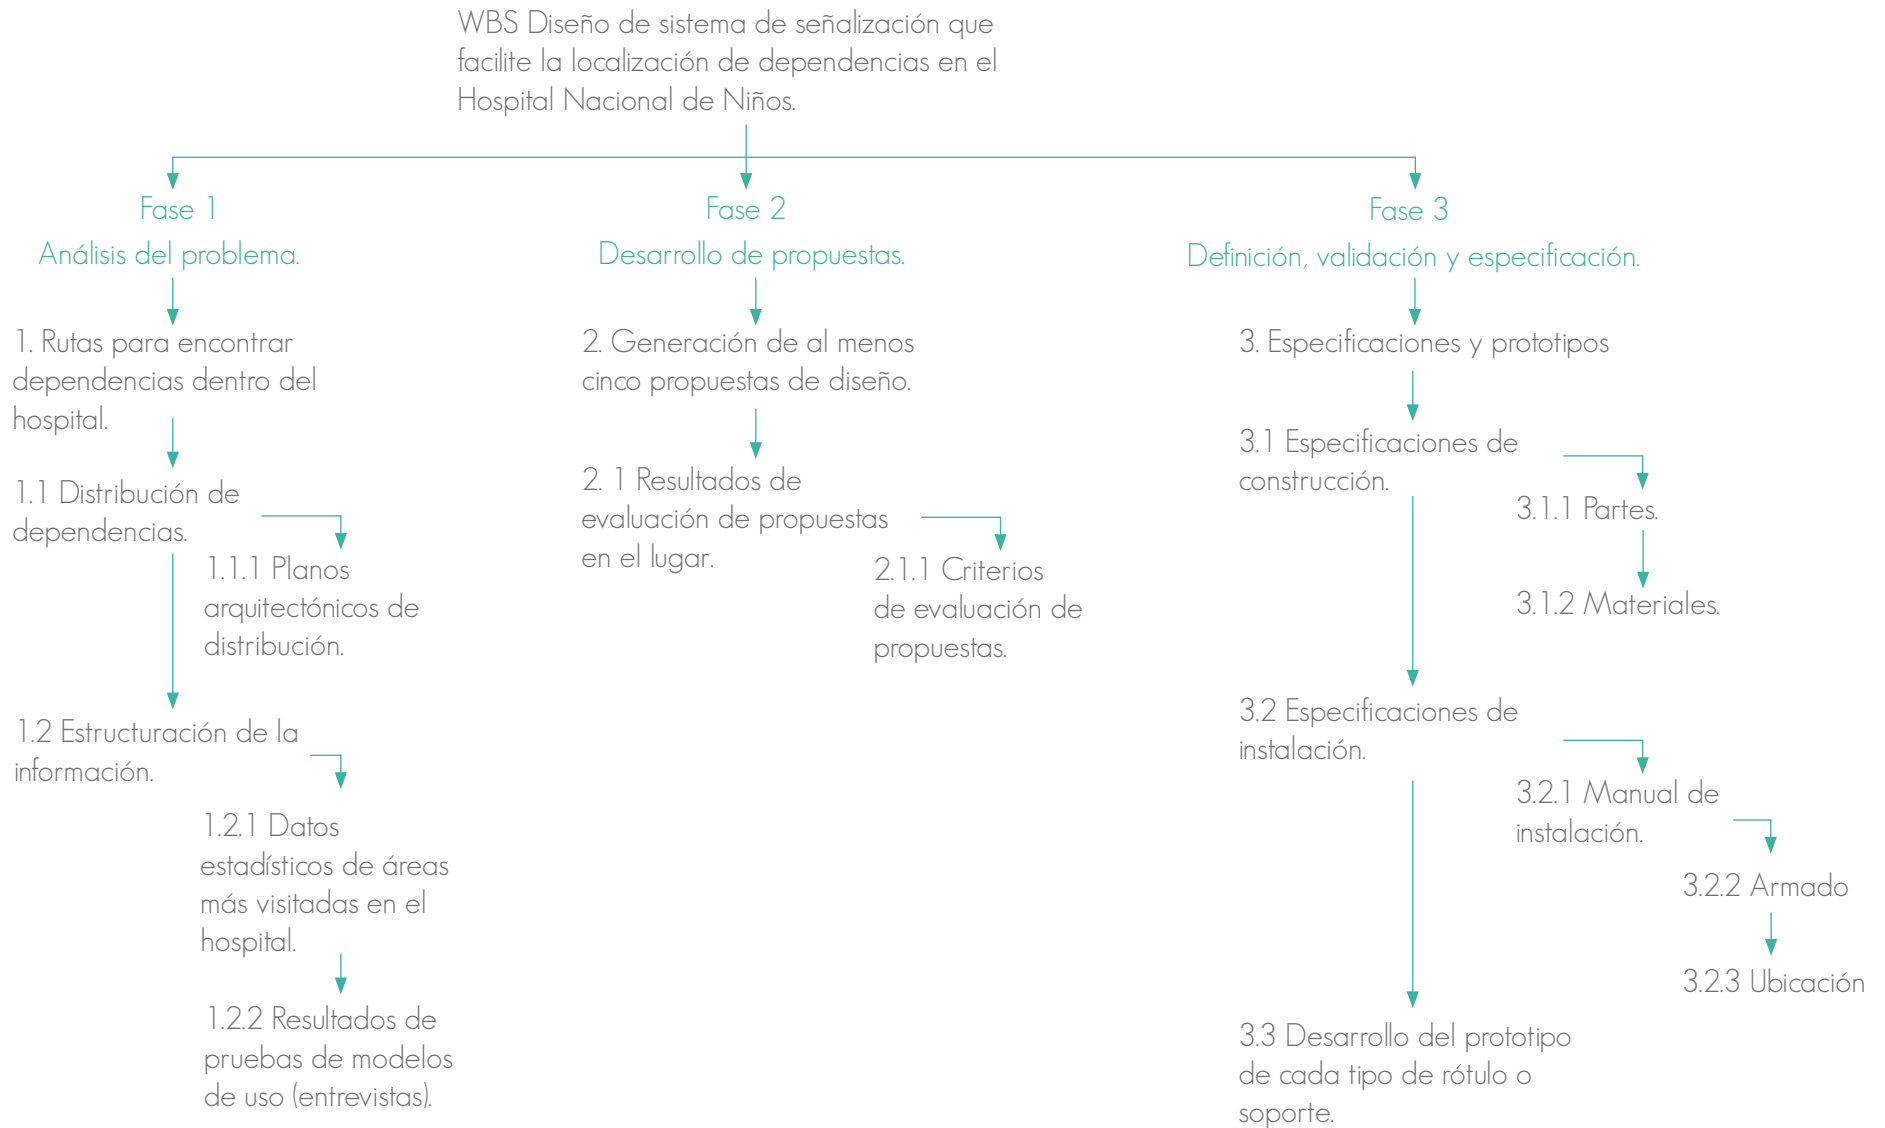 WBS Diseño de sistema de señalización que
facilite la localización de dependencias en el
Hospital Nacional de Niños.
Fase 1
Análisis del problema.
1. Rutas para encontrar
dependencias dentro del
hospital.
1.1 Distribución de
dependencias.
1.1.1 Planos
arquitectónicos de
distribución.
1.2 Estructuración de la
información.
1.2.1 Datos
estadísticos de áreas
más visitadas en el
hospital.
1.2.2 Resultados de
pruebas de modelos
de uso (entrevistas).
Fase 2
Desarrollo de propuestas.
2. Generación de al menos
cinco propuestas de diseño.
2. 1 Resultados de
evaluación de propuestas
en el lugar.
2.1.1 Criterios
de evaluación de
propuestas.
Fase 3
Definición, validación y especificación.
3. Especificaciones y prototipos
3.1 Especificaciones de
construcción.
3.1.1 Partes.
3.1.2 Materiales.
3.2 Especificaciones de
instalación.
3.2.1 Manual de
instalación.
3.2.2 Armado
3.2.3 Ubicación
3.3 Desarrollo del prototipo
de cada tipo de rótulo o
soporte.